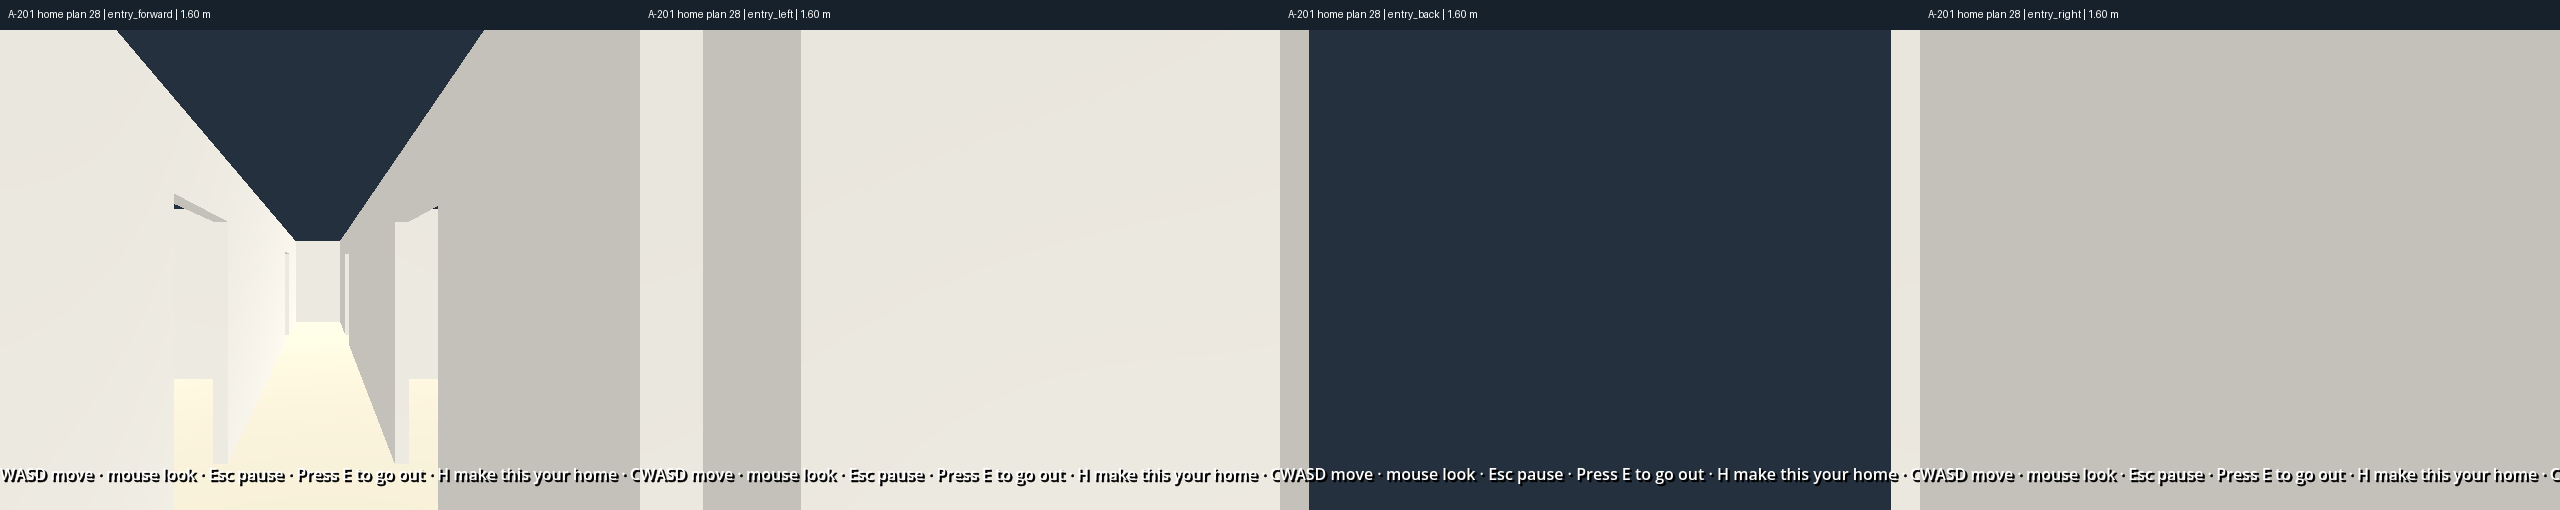 A-201 home plan 28 | entry_forward | 1.60 m
A-201 home plan 28 | entry_left | 1.60 m
A-201 home plan 28 | entry_back | 1.60 m
A-201 home plan 28 | entry_right | 1.60 m
WASD move · mouse look · Esc pause · Press E to go out · H make this your home · C
WASD move · mouse look · Esc pause · Press E to go out · H make this your home · C
WASD move · mouse look · Esc pause · Press E to go out · H make this your home · C
WASD move · mouse look · Esc pause · Press E to go out · H make this your home · C